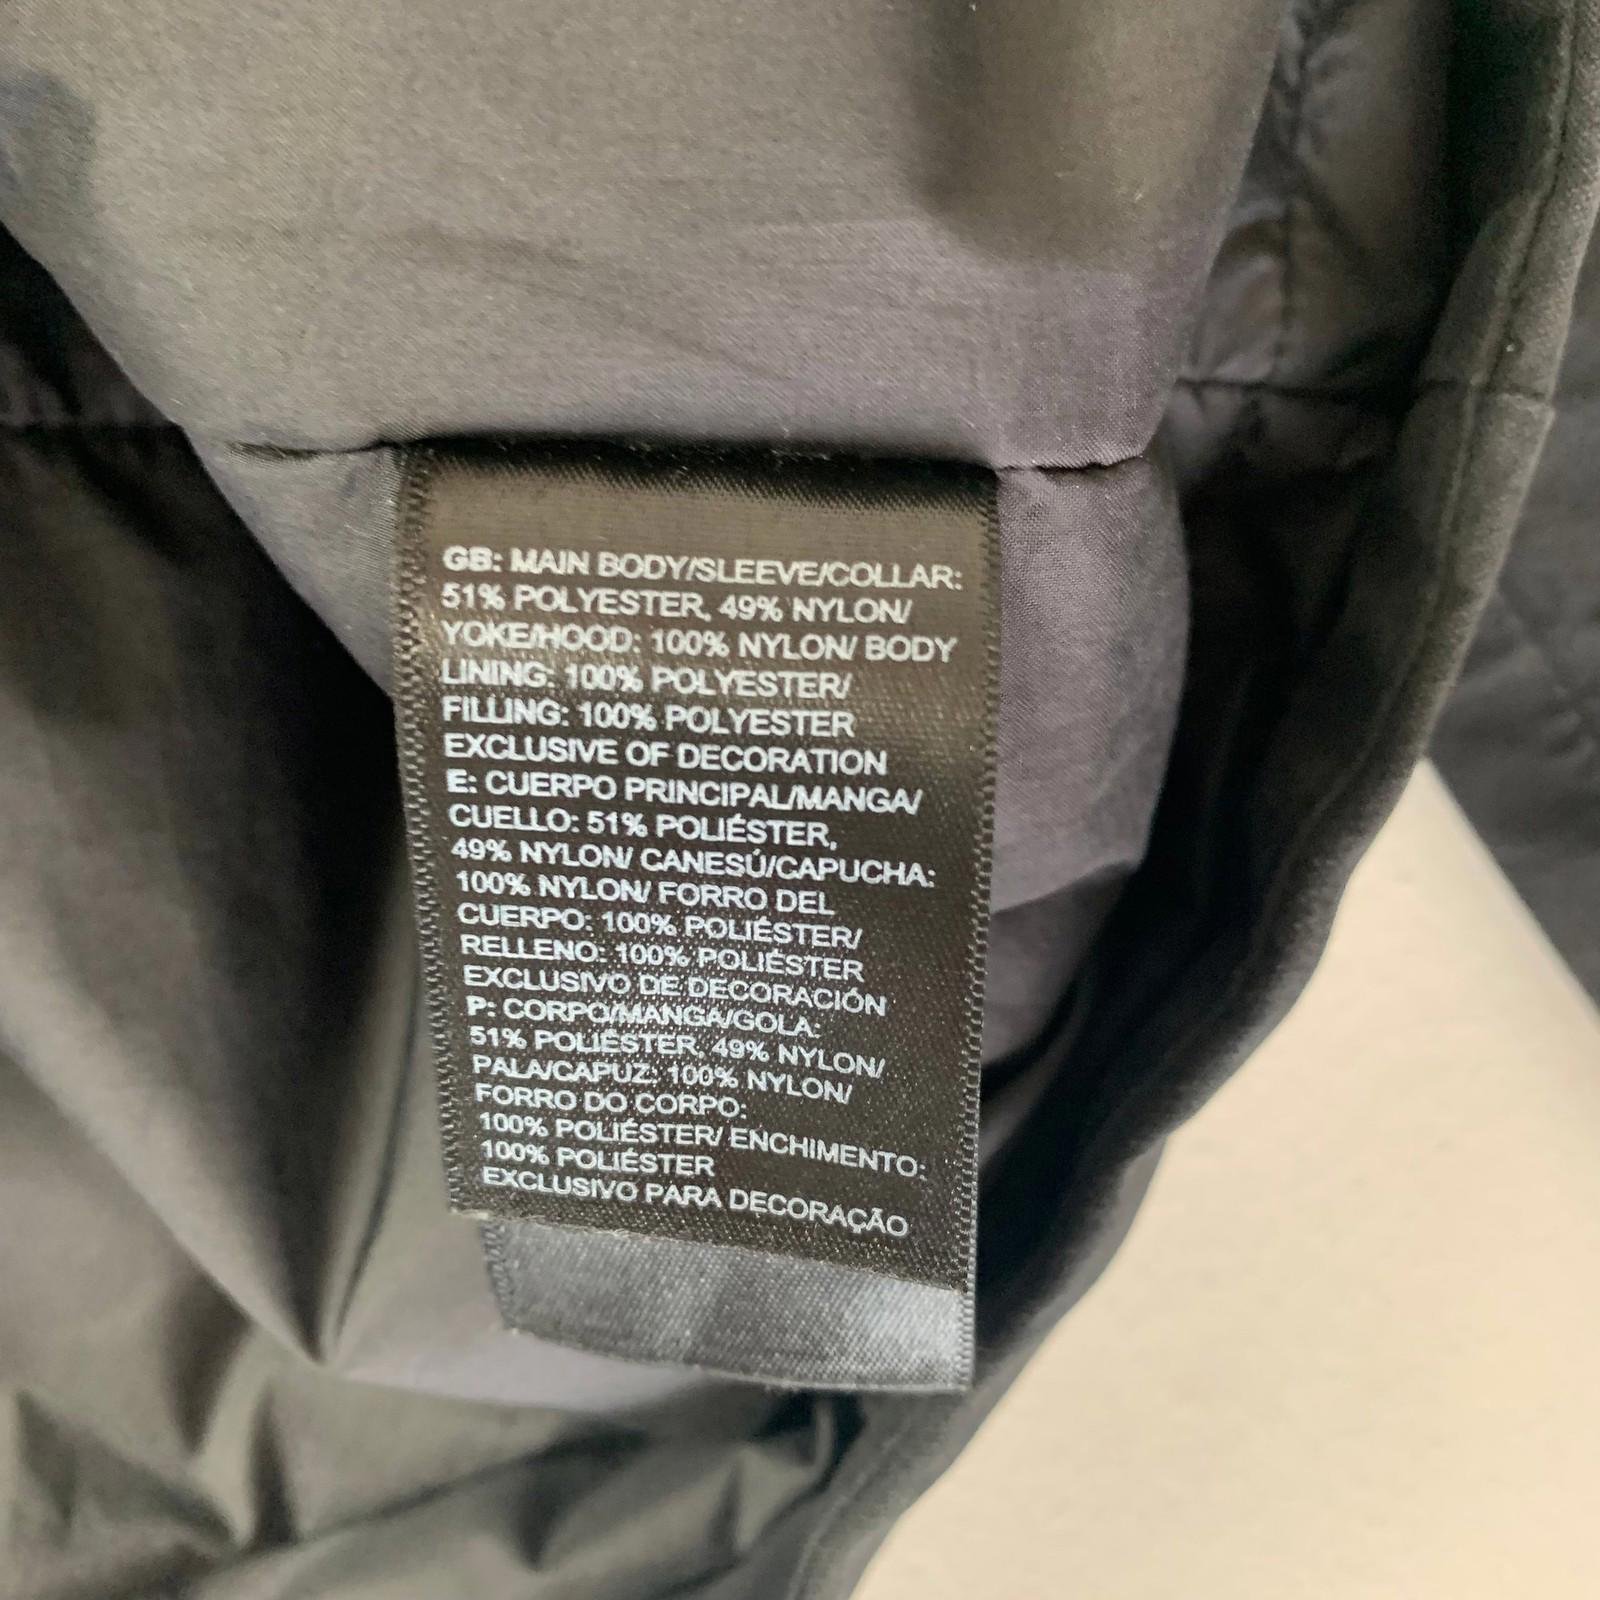 GB: MAIN BODY/SLEEVE/COLLAR:
51% POLYESTER, 49% NYLON/
YOKE/HOOD: 100% NYLON/ BODY
LINING: 100% POLYESTER/
FILLING: 100% POLYESTER
EXCLUSIVE OF DECORATION
E: CUERPO PRINCIPAL/MANGA/
CUELLO: 51% POLIÉSTER,
49% NYLON/ CANESÚ/CAPUCHA:
100% NYLON/ FORRO DEL
CUERPO: 100% POLIÉSTER/
RELLENO: 100% POLIÉSTER
EXCLUSIVO DE DECORACIÓN
P: CORPO/MANGA/GOLA:
51% POLIÉSTER, 49% NYLON/
PALA/CAPUZ: 100% NYLON/
FORRO DO CORPO:
100% POLIÉSTER/ ENCHIMENTO:
100% POLIÉSTER
EXCLUSIVO PARA DECORAÇÃO